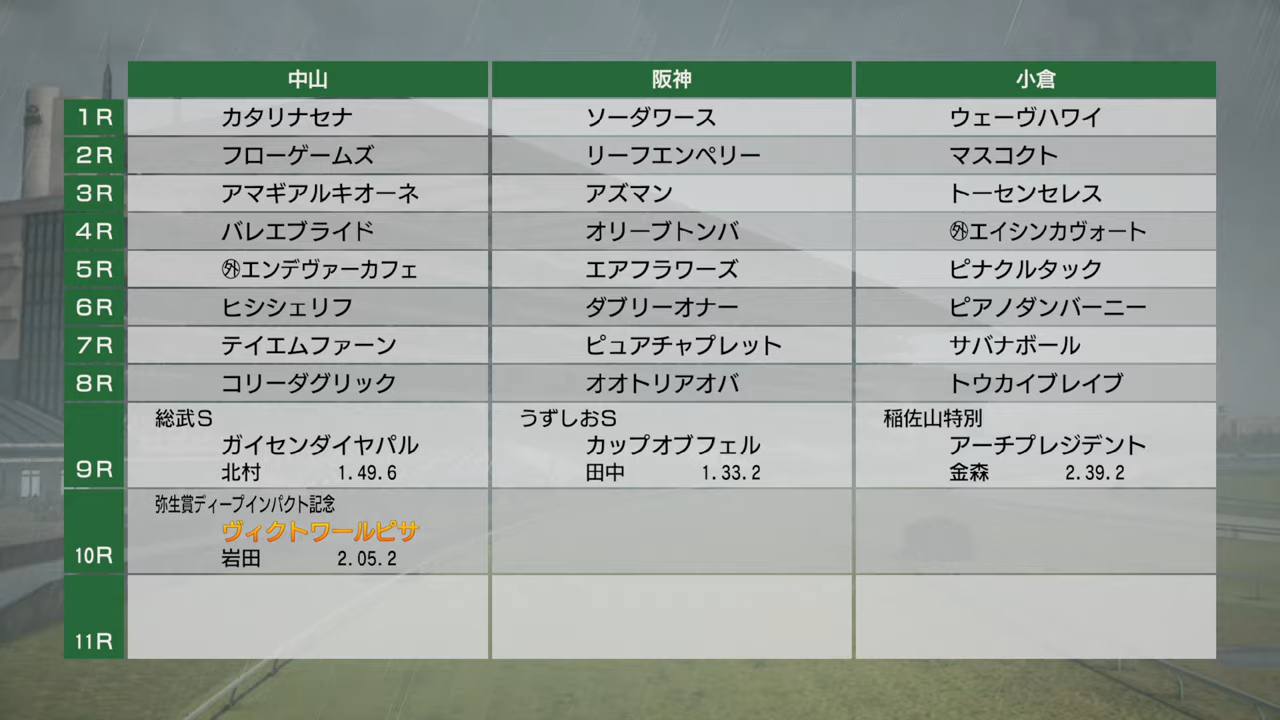 中山 阪神 小倉
1R カタリナセナ ソーダワース ウェーヴハワイ
2R フローゲームズ リーフエンペリー マスコクト
3R アマギアルキオーネ アズマン トーセンセレス
4R バレエブライド オリーブトンバ ㊕エイシンカヴォート
5R ㊕エンデヴァーカフェ エアフラワーズ ピナクルタック
6R ヒシシェリフ ダブリーオナー ピアノダンバーニー
7R テイエムファーン ピュアチャプレット サバナボール
8R コリーダグリック オオトリアオバ トウカイブレイブ
総武S うずしおS 稲佐山特別
ガイセンダイヤパル カップオブフェル アーチプレジデント
9R 北村 1.49.6 田中 1.33.2 金森 2.39.2
弥生賞ディープインパクト記念
ヴィクトワールピサ
10R 岩田 2.05.2
11R